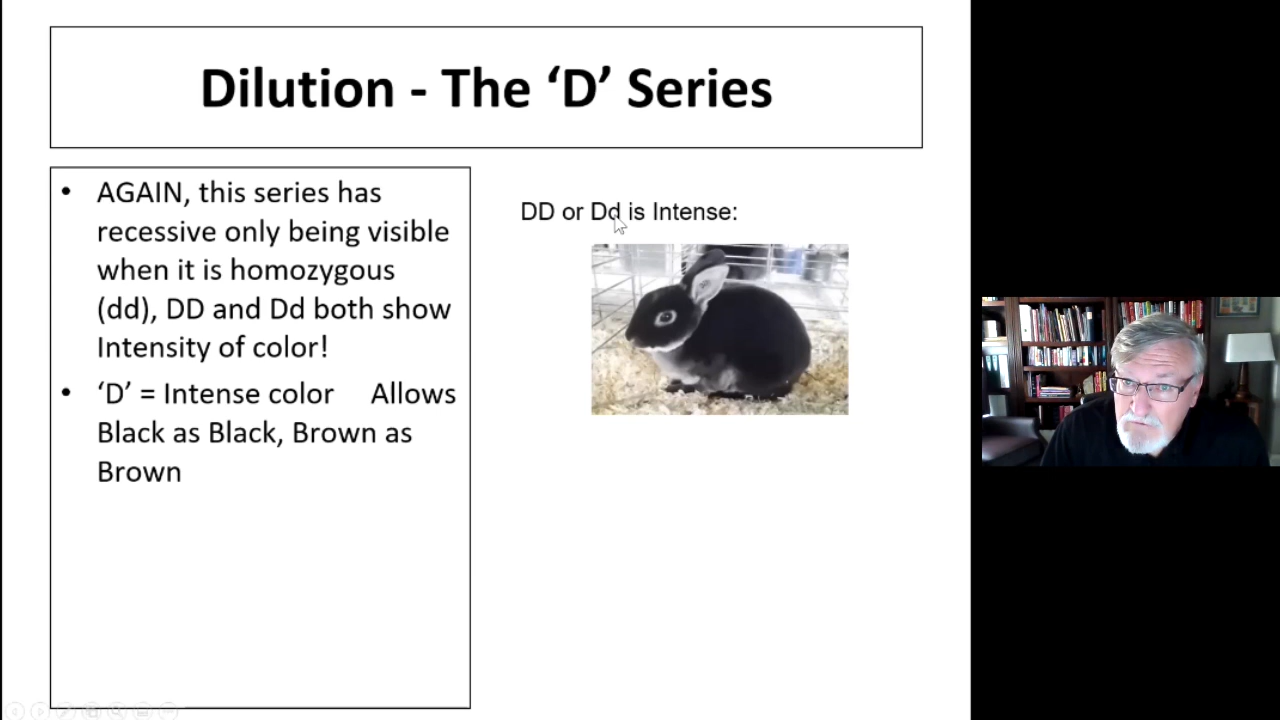 Dilution - The ‘D’ Series
• AGAIN, this series has
recessive only being visible
when it is homozygous
(dd), DD and Dd both show
Intensity of color!
• ‘D’ = Intense color Allows
Black as Black, Brown as
Brown
DD or Dd is Intense: